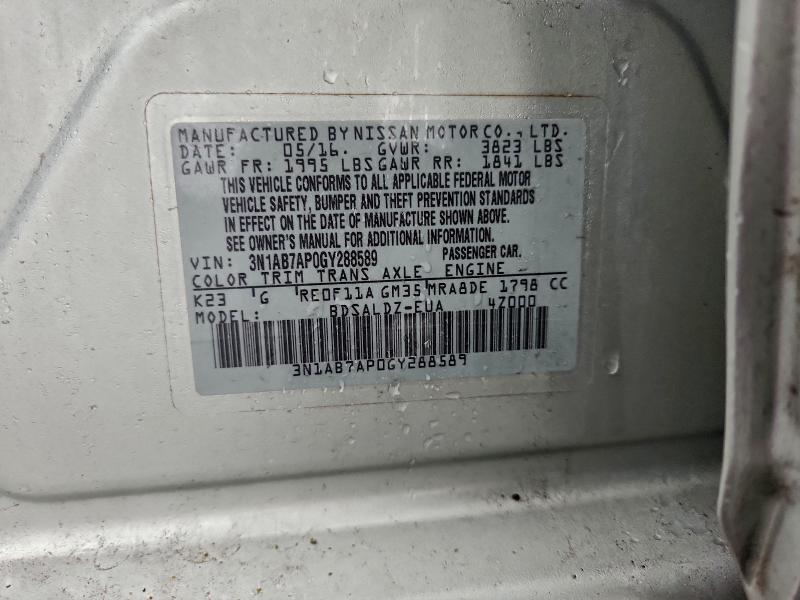 MANUFACTURED BY NISSAN MOTOR CO., LTD.
DATE: 05/16. GVWR: 3823 LBS
GAWR FR: 1995 LBS GAWR RR: 1841 LBS
THIS VEHICLE CONFORMS TO ALL APPLICABLE FEDERAL MOTOR
VEHICLE SAFETY, BUMPER AND THEFT PREVENTION STANDARDS
IN EFFECT ON THE DATE OF MANUFACTURE SHOWN ABOVE.
SEE OWNER'S MANUAL FOR ADDITIONAL INFORMATION.
VIN: 3N1AB7AP0GY288589 PASSENGER CAR.
COLOR TRIM TRANS AXLE ENGINE
K23 G RE0F11A GM35 MRA8DE 1798 CC
MODEL: BDSALDZ-EUA 4Z000
3N1AB7AP0GY288589